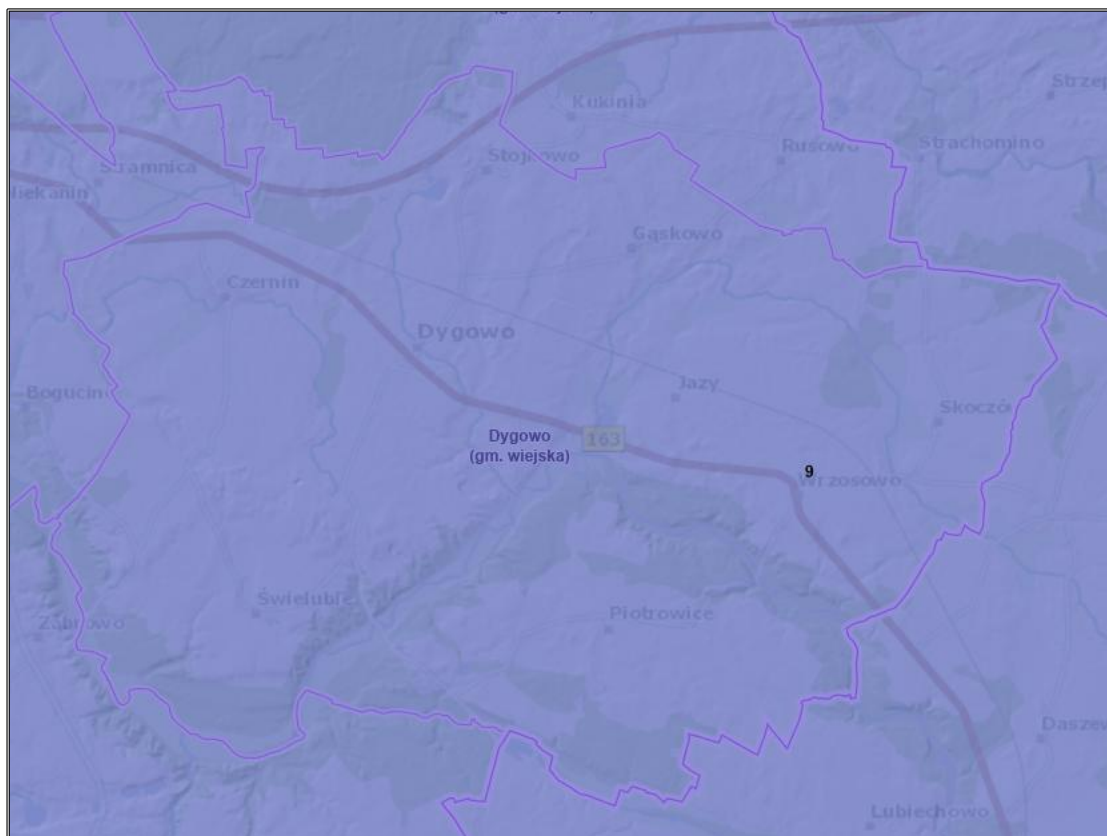 Kukinia
Strzep
Rusowo
Strachomino
Stojkowo
Stramnica
Niekanin
Gąskowo
Czernin
Dygowo
Jazy
Bogucino
Skoczów
Dygowo
(gm. wiejska)
163
9
Wrzosowo
Świelubie
Piotrowice
Ząbrowo
Daszew
Lubiechowo